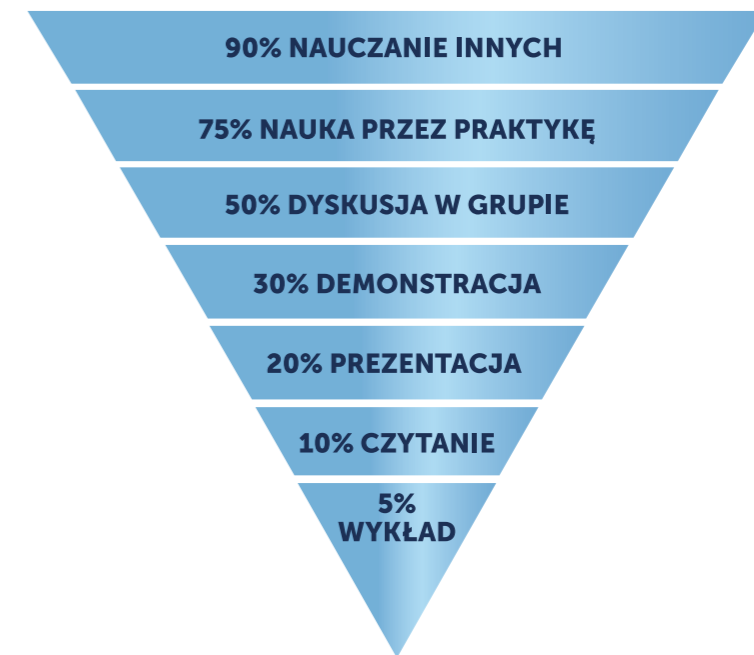 90% NAUCZANIE INNYCH
75% NAUKA PRZEZ PRAKTYKĘ
50% DYSKUSJA W GRUPIE
30% DEMONSTRACJA
20% PREZENTACJA
10% CZYTANIE
5%
WYKŁAD